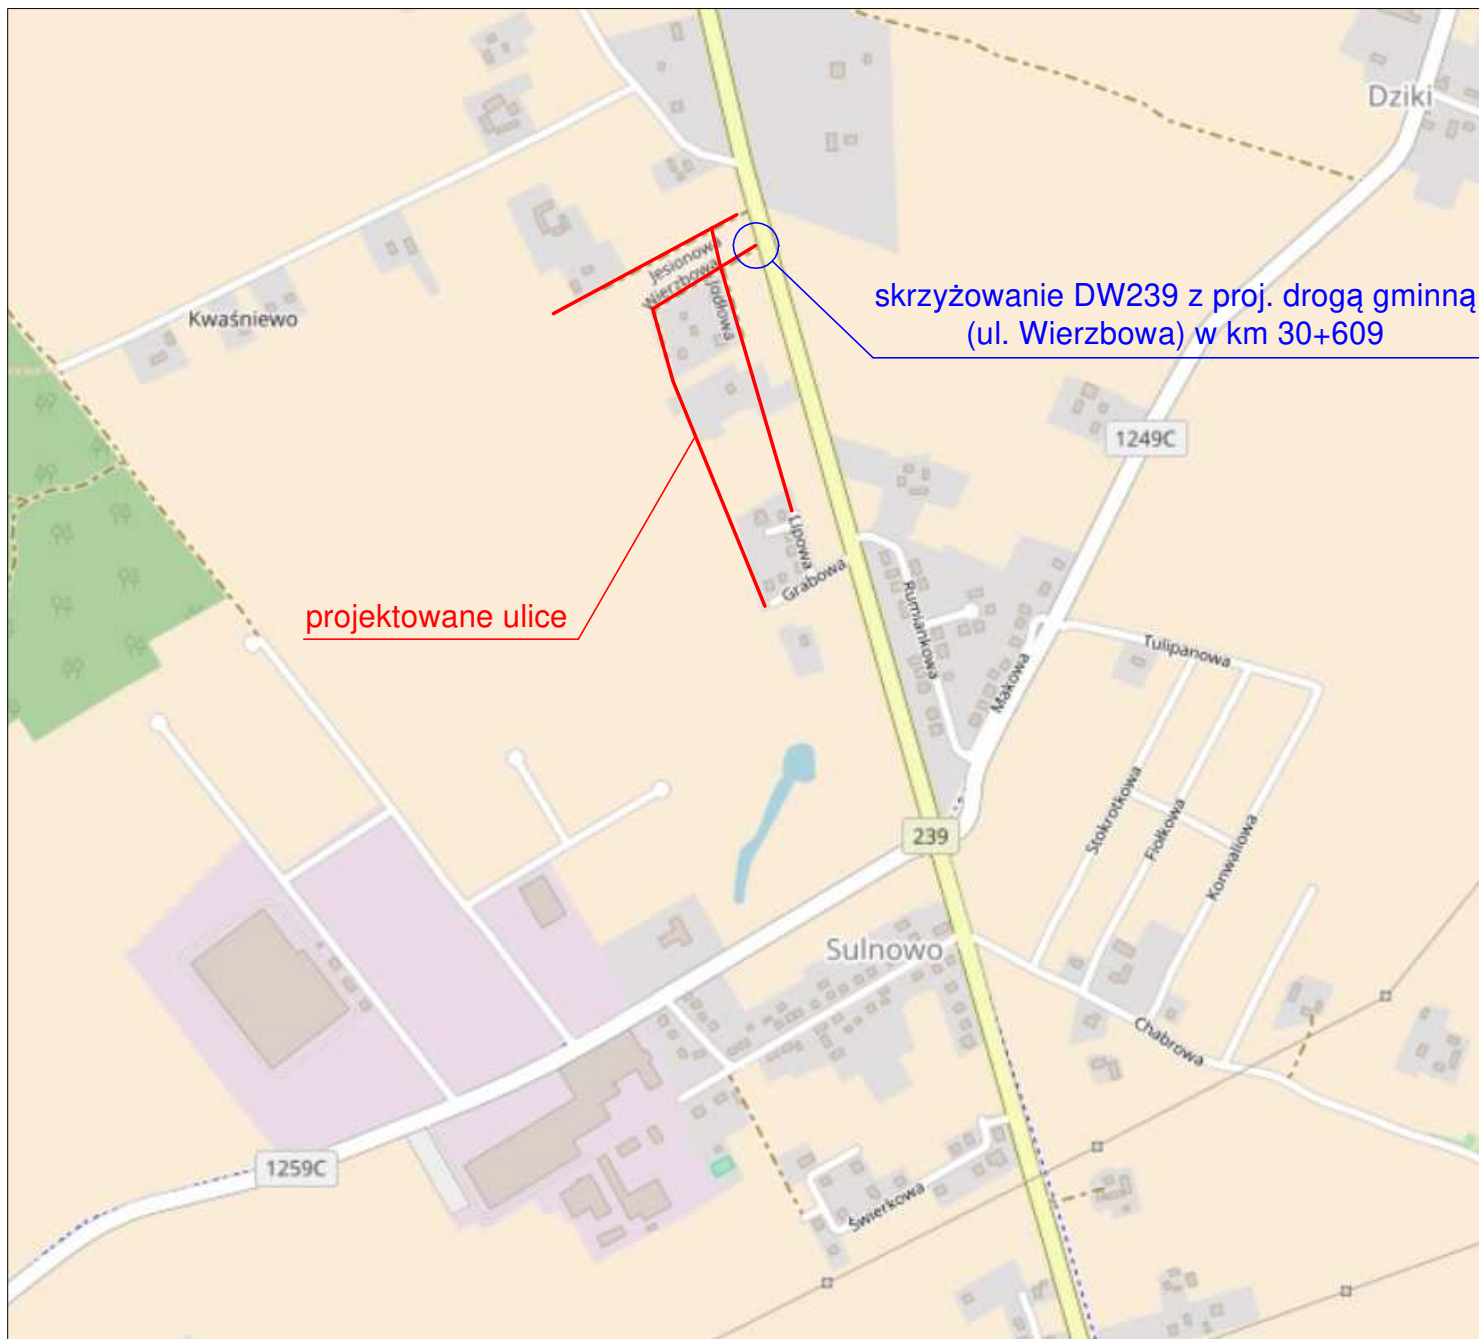 Dziki
Jesionowa
Wierzbowa
Jodłowa
skrzyżowanie DW239 z proj. drogą gminną
(ul. Wierzbowa) w km 30+609
Kwaśniewo
1249C
Lipowa
Grabowa
projektowane ulice
Rumiankowa
Makowa
Tulipanowa
Stokrotkowa
Fiołkowa
Konwaliowa
239
Sulnowo
Chabrowa
1259C
Świerkowa